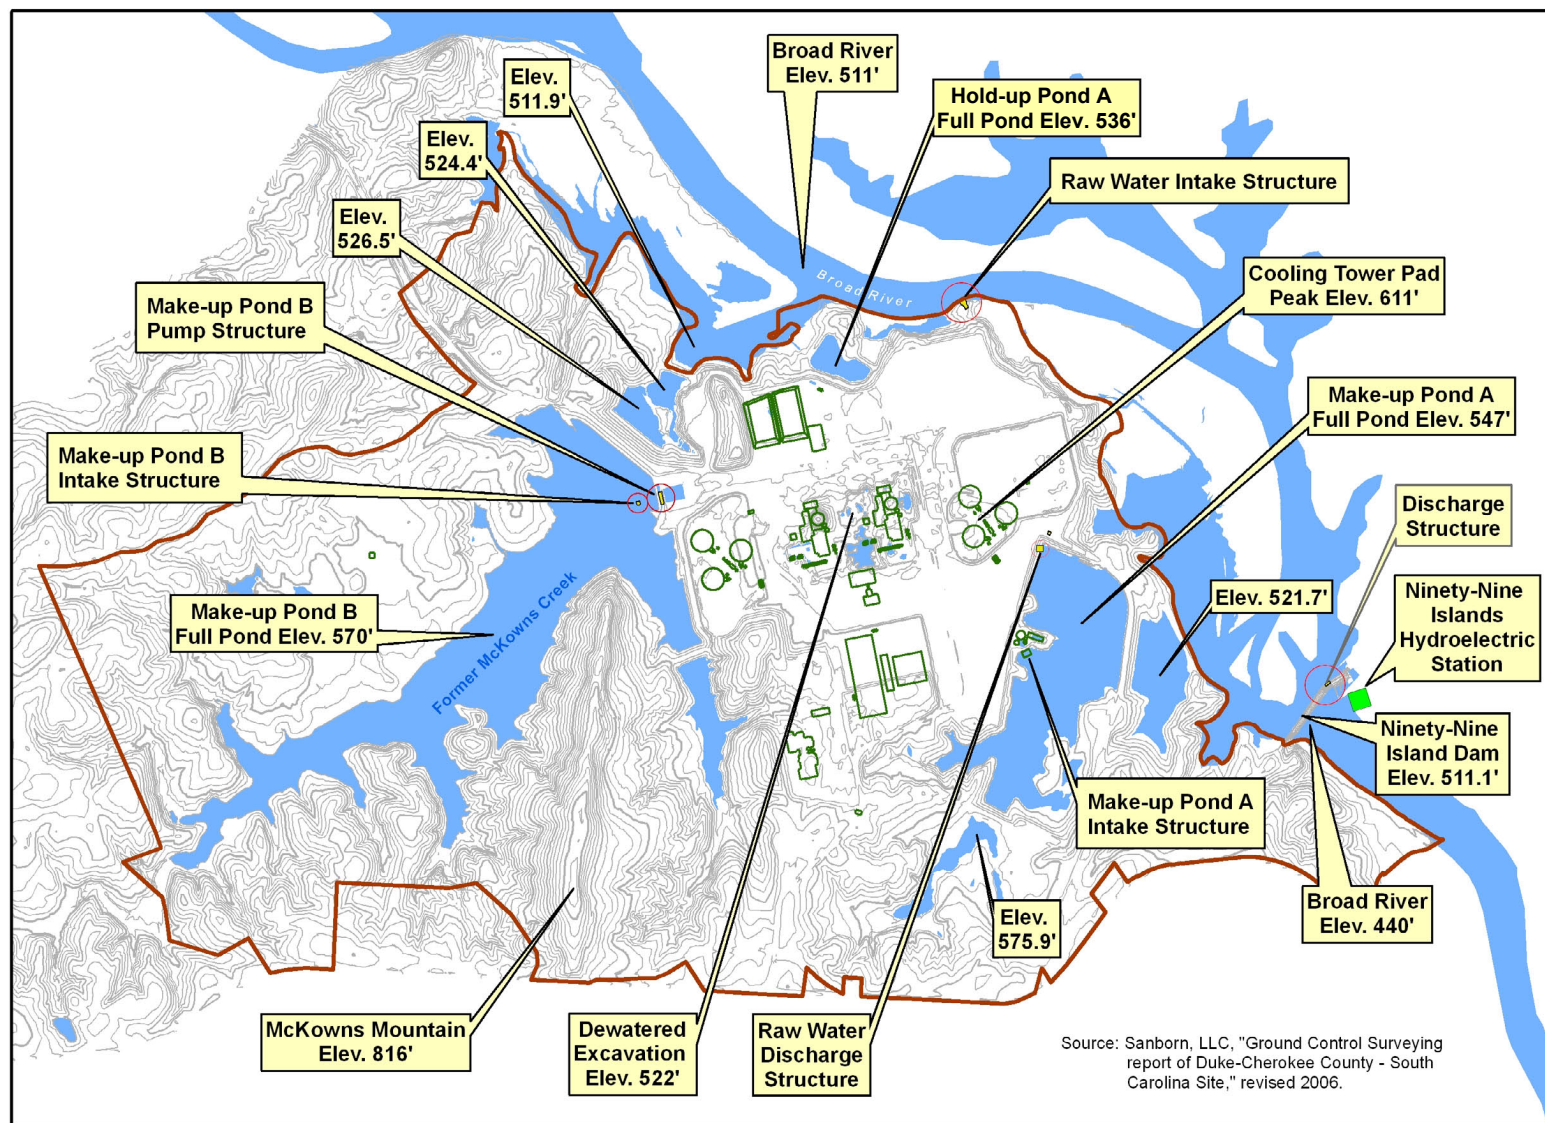 Broad River
Elev. 511'
Elev.
511.9'
Hold-up Pond A
Full Pond Elev. 536'
Elev.
524.4'
Raw Water Intake Structure
Elev.
526.5'
Broad River
Cooling Tower Pad
Peak Elev. 611'
Make-up Pond B
Pump Structure
Make-up Pond A
Full Pond Elev. 547'
Make-up Pond B
Intake Structure
Discharge
Structure
Make-up Pond B
Full Pond Elev. 570'
Former McKowns Creek
Elev. 521.7'
Ninety-Nine
Islands
Hydroelectric
Station
Ninety-Nine
Island Dam
Elev. 511.1'
Make-up Pond A
Intake Structure
Elev.
575.9'
Broad River
Elev. 440'
McKowns Mountain
Elev. 816'
Dewatered
Excavation
Elev. 522'
Raw Water
Discharge
Structure
Source: Sanborn, LLC, "Ground Control Surveying
report of Duke-Cherokee County - South
Carolina Site," revised 2006.